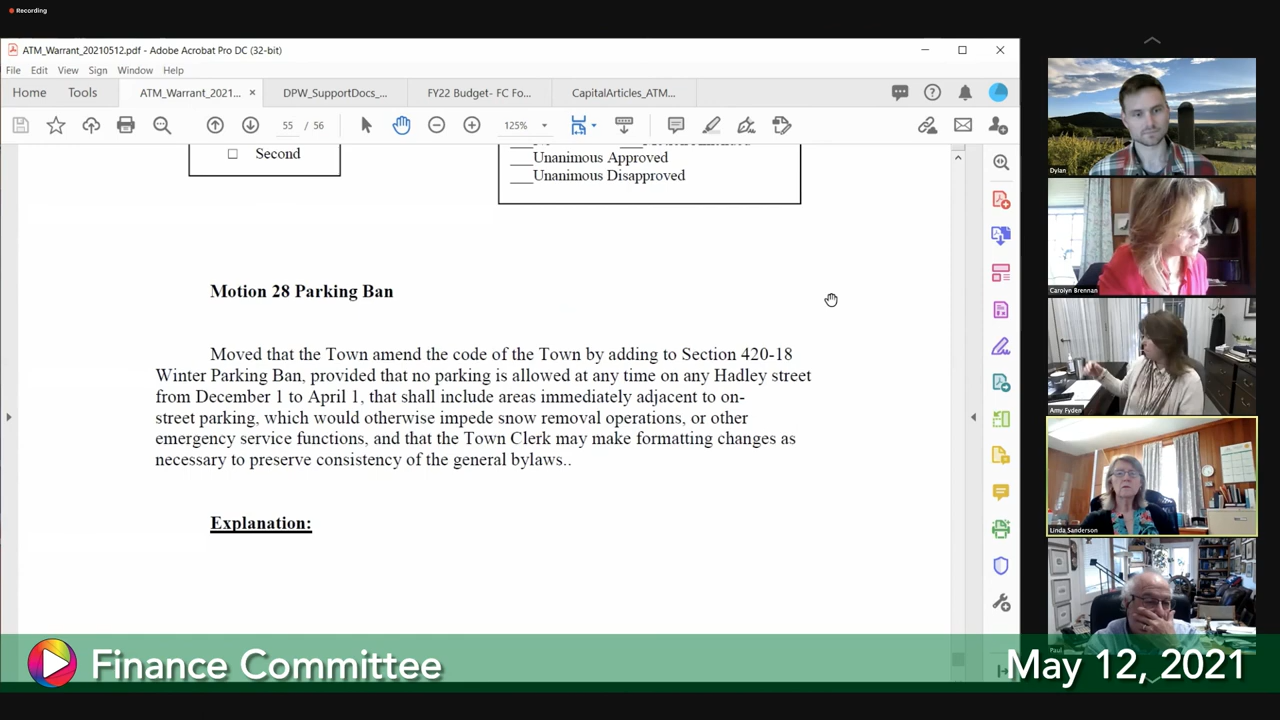 Recording
ATM_Warrant_20210512.pdf - Adobe Acrobat Pro DC (32-bit)
File Edit View Sign Window Help
Home Tools ATM_Warrant_2021... × DPW_SupportDocs_... FY22 Budget- FC Fo... CapitalArticles_ATM...
55 / 56 125%
Second
Unanimous Approved
Unanimous Disapproved
Motion 28 Parking Ban
Moved that the Town amend the code of the Town by adding to Section 420-18
Winter Parking Ban, provided that no parking is allowed at any time on any Hadley street
from December 1 to April 1, that shall include areas immediately adjacent to on-
street parking, which would otherwise impede snow removal operations, or other
emergency service functions, and that the Town Clerk may make formatting changes as
necessary to preserve consistency of the general bylaws..
Explanation:
Dylan
Carolyn Brennan
Amy Fyden
Linda Sanderson
Paul
Finance Committee
May 12, 2021